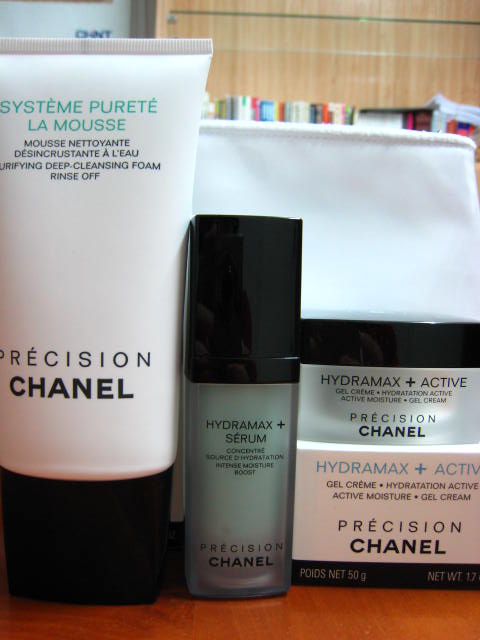 CHNT
SYSTÈME PURETÉ
LA MOUSSE
MOUSSE NETTOYANTE
DÉSINCRUSTANTE À L'EAU
PURIFYING DEEP-CLEANSING FOAM
RINSE OFF
PRÉCISION
CHANEL
HYDRAMAX +
SÉRUM
CONCENTRÉ
SOURCE D'HYDRATATION
INTENSE MOISTURE
BOOST
PRÉCISION
CHANEL
HYDRAMAX + ACTIVE
GEL CRÈME • HYDRATATION ACTIVE
ACTIVE MOISTURE • GEL CREAM
PRÉCISION
CHANEL
HYDRAMAX + ACTIV
GEL CRÈME • HYDRATATION ACTIVE
ACTIVE MOISTURE • GEL CREAM
PRÉCISION
CHANEL
POIDS NET 50 g NET WT. 1.7